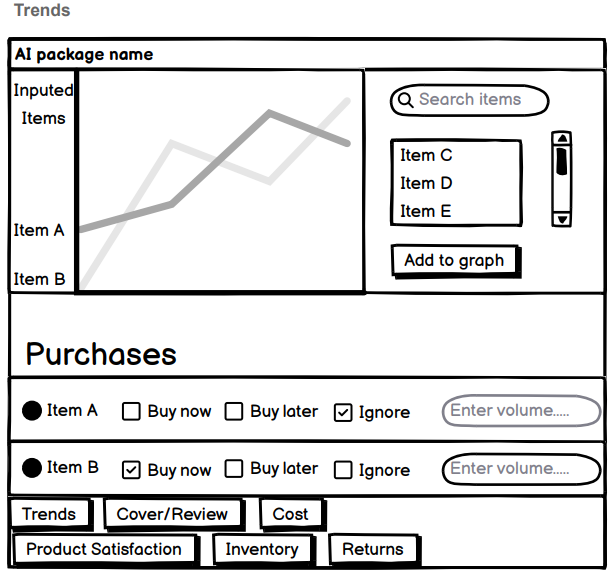 Trends
AI package name
Inputed
Items
Search items
Item C
Item D
Item E
Item A
Add to graph
Item B
Purchases
Item A Buy now Buy later Ignore Enter volume.....
Item B Buy now Buy later Ignore Enter volume.....
Trends Cover/Review Cost
Product Satisfaction Inventory Returns